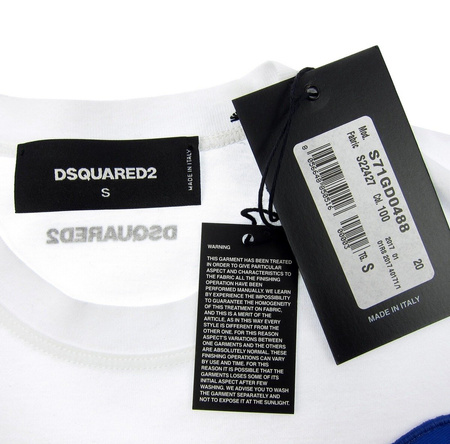 DSQUARED2
S
MADE IN ITALY
DSQUARED2
WARNING
THIS GARMENT HAS BEEN TREATED
IN ORDER TO GIVE PARTICULAR
ASPECT AND CHARACTERISTICS TO
THE FABRIC ALL THE FINISHING
OPERATION HAVE BEEN
PERFORMED MANUALLY. WE LEARN
BY EXPERIENCE THE IMPOSSIBILITY
TO GUARANTEE THE HOMOGENEITY
OF THIS TREATMENT ON FABRIC,
AND THIS IS A MERIT OF THE
ARTICLE, AS IN THIS WAY EVERY
STYLE IS DIFFERENT FROM THE
OTHER ONE. FOR THIS REASON
ASPECT'S VARIATIONS BETWEEN
ONE GARMENTS AND THE OTHERS
ARE ABSOLUTELY NORMAL. THESE
FINISHING OPERATIONS CAN VARY
BY USE AND TIME. FOR THIS
REASON IT IS POSSIBLE THAT THE
GARMENTS LOSES SOME OF ITS
INITIAL ASPECT AFTER FEW
WASHING. WE ADVISE YOU TO WASH
THE GARMENT SEPARATELY AND
NOT TO EXPOSE IT AT THE SUNLIGHT.
Mod. S71GD0488 20
Fabric S22427 Col. 100 2017 01
TG. S
MADE IN ITALY